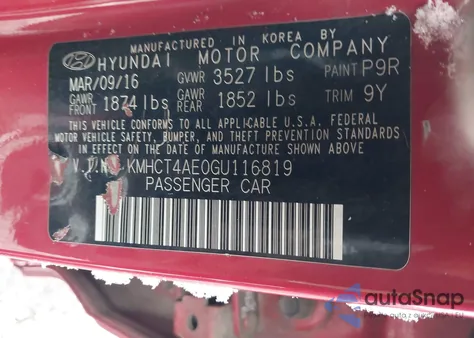 MANUFACTURED IN KOREA BY
HYUNDAI MOTOR COMPANY
MAR/09/16 GVWR 3527 lbs PAINT P9R
GAWR FRONT 1874 lbs GAWR REAR 1852 lbs TRIM 9Y
THIS VEHICLE CONFORMS TO ALL APPLICABLE U.S.A. FEDERAL
MOTOR VEHICLE SAFETY, BUMPER, AND THEFT PREVENTION STANDARDS
IN EFFECT ON THE DATE OF MANUFACTURE SHOWN ABOVE
V.I.N. KMHCT4AE0GU116819
PASSENGER CAR
autoSnap